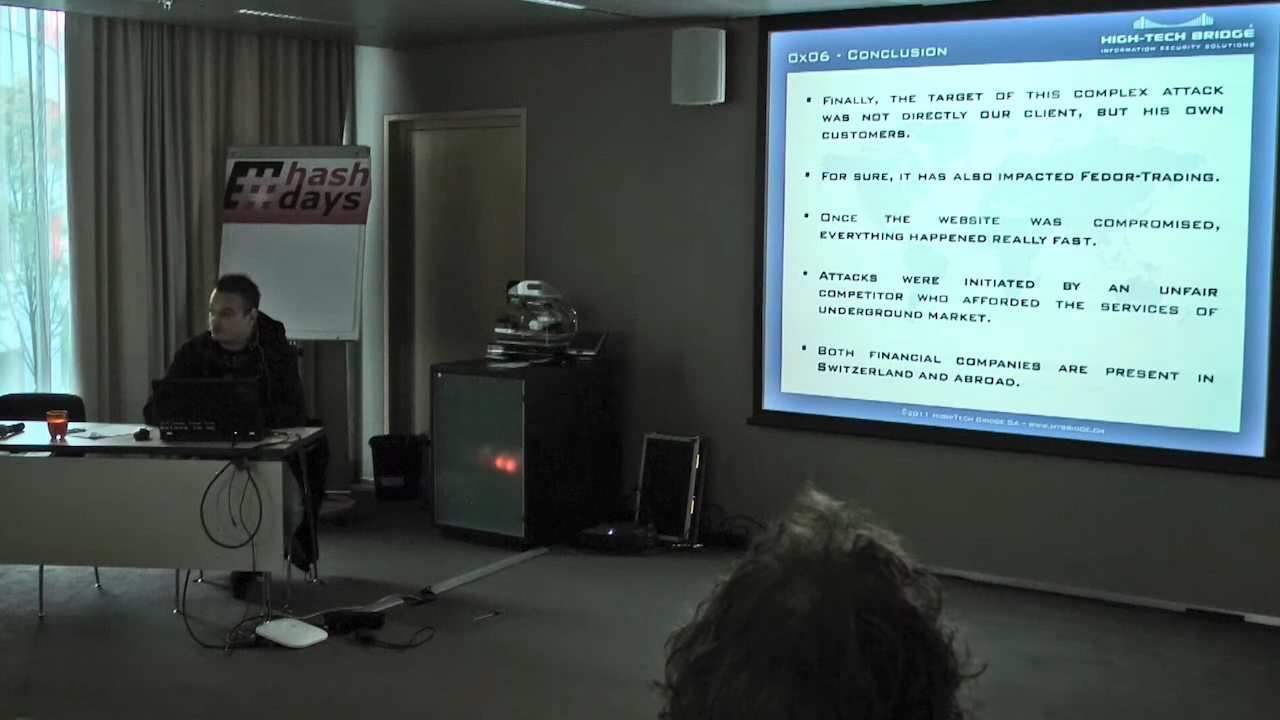 hash
days
HIGH-TECH BRIDGE
INFORMATION SECURITY SOLUTIONS
0x06 - Conclusion
• Finally, the target of this complex attack
was not directly our client, but his own
customers.
• For sure, it has also impacted Fedor-Trading.
• Once the website was compromised,
everything happened really fast.
• Attacks were initiated by an unfair
competitor who afforded the services of
underground market.
• Both financial companies are present in
Switzerland and abroad.
©2011 High-Tech Bridge SA – www.htbridge.ch